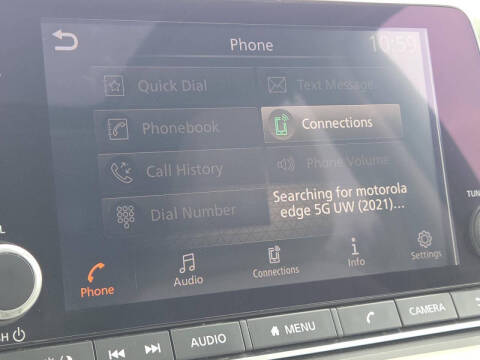 Phone
10:59
Quick Dial
Text Message
Phonebook
Connections
Call History
Phone Volume
Dial Number
Searching for motorola
edge 5G UW (2021)...
Phone
Audio
Connections
Info
Settings
TUN
AUDIO
MENU
CAMERA